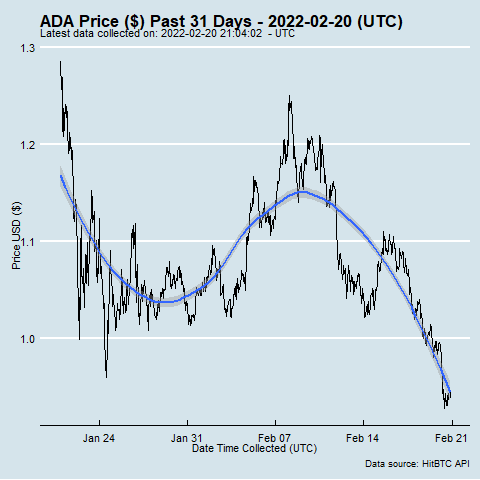 ADA Price ($) Past 31 Days - 2022-02-20 (UTC)
Latest data collected on: 2022-02-20 21:04:02 - UTC
1.3
1.2
1.1
1.0
Price USD ($)
Jan 24 Jan 31 Feb 07 Feb 14 Feb 21
Date Time Collected (UTC)
Data source: HitBTC API